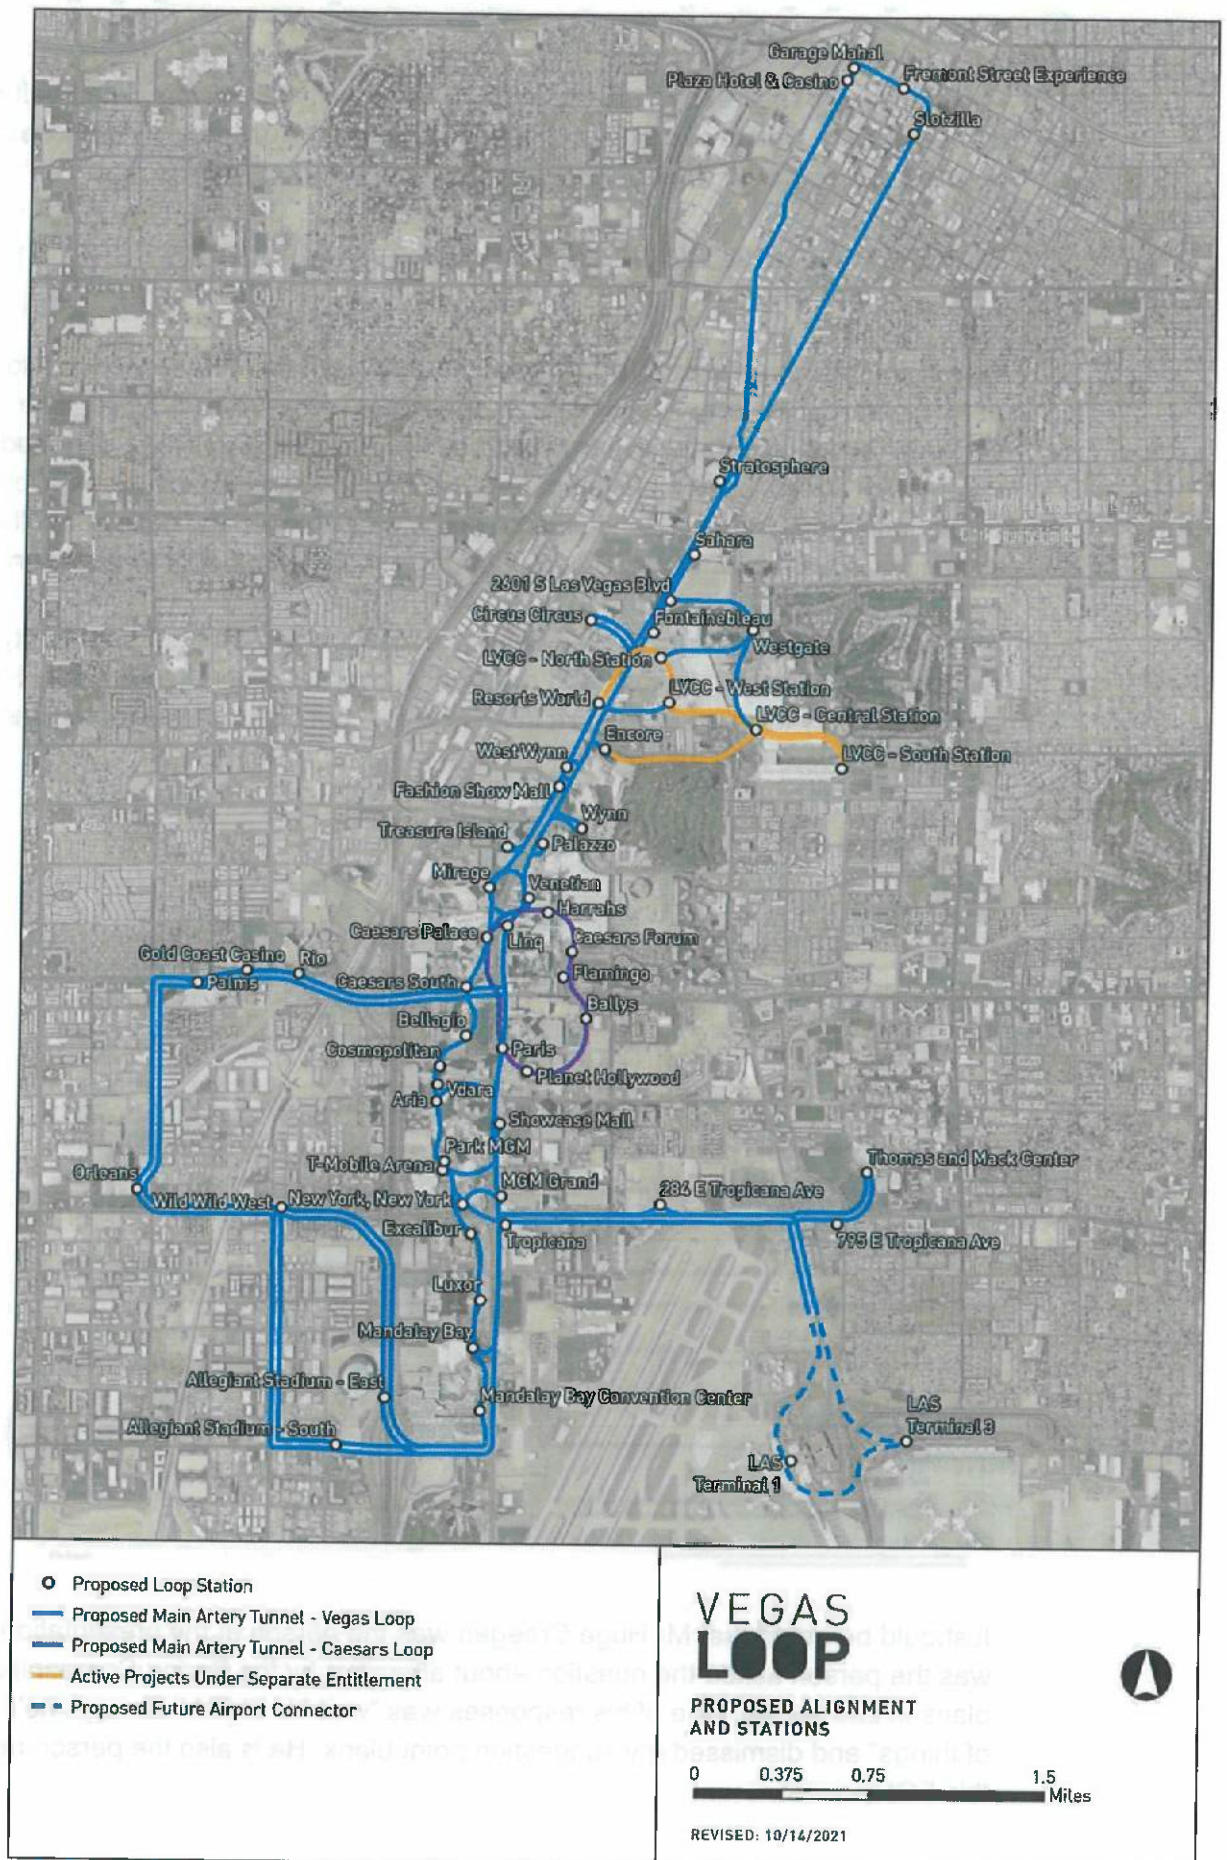 Garage Mahal
Plaza Hotel & Casino
Fremont Street Experience
Slotzilla
Stratosphere
Sahara
2601 S Las Vegas Blvd
Circus Circus
Fontainebleau
Westgate
LVCC - North Station
LVCC - West Station
Resorts World
LVCC - Central Station
Encore
West Wynn
LVCC - South Station
Fashion Show Mall
Wynn
Treasure Island
Palazzo
Mirage
Venetian
Harrahs
Caesars Palace
Linq
Caesars Forum
Gold Coast Casino
Rio
Palms
Caesars South
Flamingo
Ballys
Bellagio
Cosmopolitan
Paris
Planet Hollywood
Vdara
Aria
Showcase Mall
Park MGM
T-Mobile Arena
Thomas and Mack Center
Orleans
MGM Grand
284 E Tropicana Ave
Wild Wild West
New York, New York
Excalibur
Tropicana
795 E Tropicana Ave
Luxor
Mandalay Bay
Allegiant Stadium - East
Mandalay Bay Convention Center
Allegiant Stadium - South
LAS
Terminal 3
LAS
Terminal 1
Proposed Loop Station
Proposed Main Artery Tunnel - Vegas Loop
Proposed Main Artery Tunnel - Caesars Loop
Active Projects Under Separate Entitlement
Proposed Future Airport Connector
VEGAS
LOOP
PROPOSED ALIGNMENT
AND STATIONS
0 0.375 0.75 1.5
Miles
REVISED: 10/14/2021